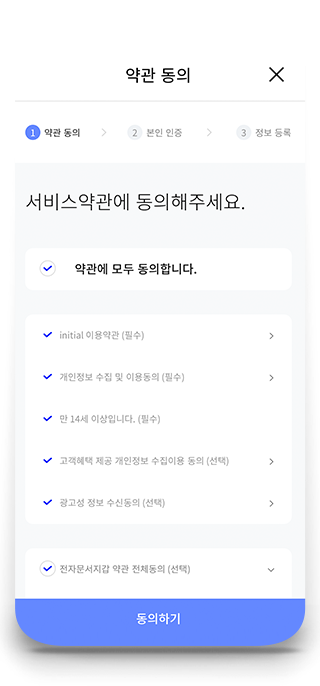 약관 동의
1 약관 동의
2 본인 인증
3 정보 등록
서비스약관에 동의해주세요.
약관에 모두 동의합니다.
initial 이용약관 (필수)
개인정보 수집 및 이용동의 (필수)
만 14세 이상입니다. (필수)
고객혜택 제공 개인정보 수집이용 동의 (선택)
광고성 정보 수신동의 (선택)
전자문서지갑 약관 전체동의 (선택)
동의하기